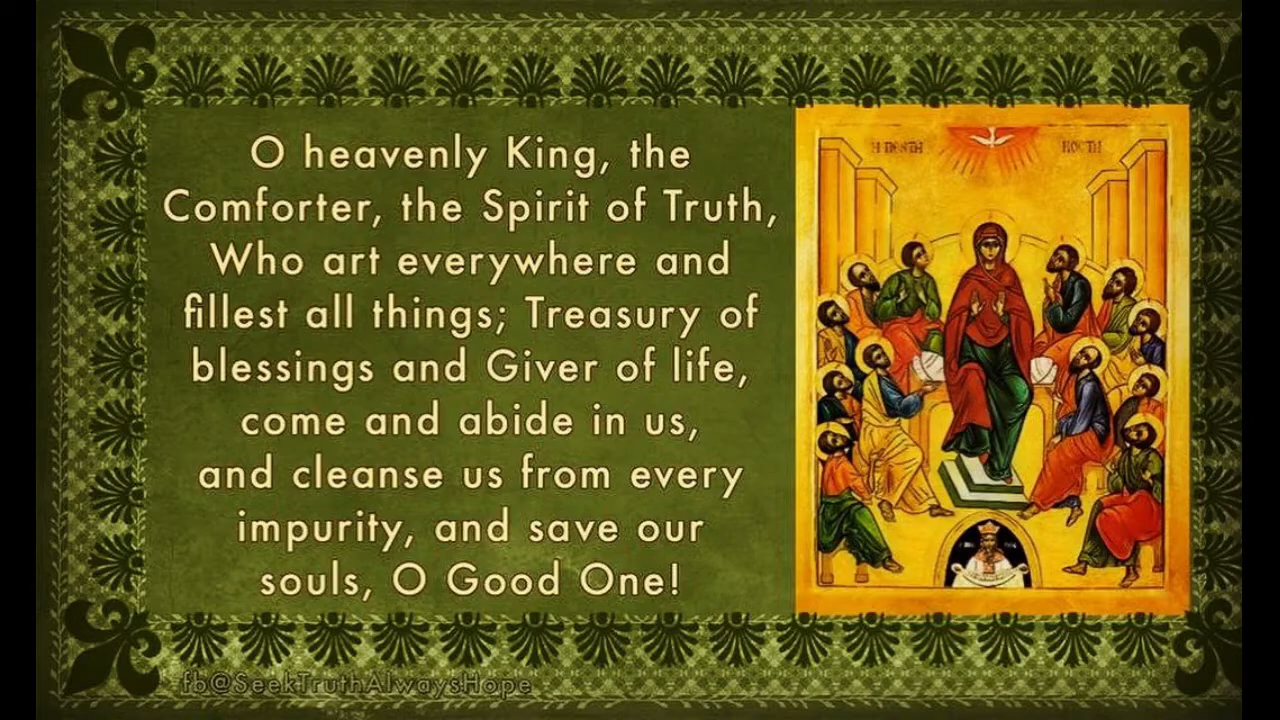 O heavenly King, the
Comforter, the Spirit of Truth,
Who art everywhere and
fillest all things; Treasury of
blessings and Giver of life,
come and abide in us,
and cleanse us from every
impurity, and save our
souls, O Good One!
fb@SeekTruthAlwaysHope